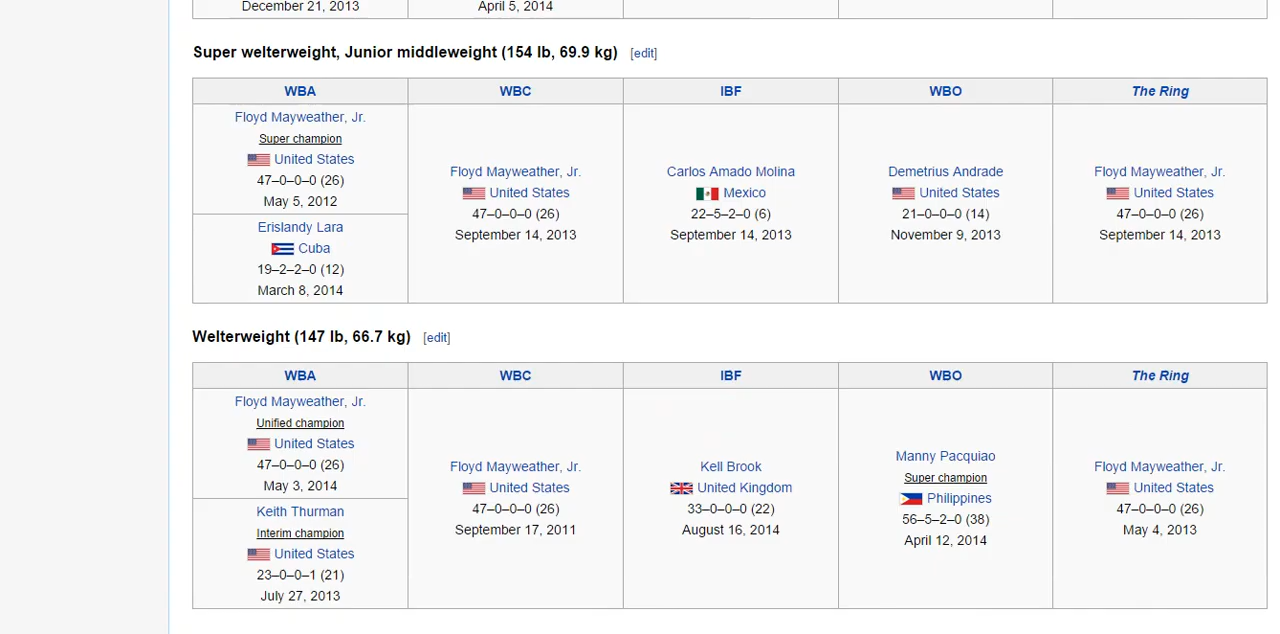 December 21, 2013
April 5, 2014
Super welterweight, Junior middleweight (154 lb, 69.9 kg) [edit]
WBA WBC IBF WBO The Ring
Floyd Mayweather, Jr.
Super champion
United States
47–0–0–0 (26)
May 5, 2012
Erislandy Lara
Cuba
19–2–2–0 (12)
March 8, 2014
Floyd Mayweather, Jr.
United States
47–0–0–0 (26)
September 14, 2013
Carlos Amado Molina
Mexico
22–5–2–0 (6)
September 14, 2013
Demetrius Andrade
United States
21–0–0–0 (14)
November 9, 2013
Floyd Mayweather, Jr.
United States
47–0–0–0 (26)
September 14, 2013
Welterweight (147 lb, 66.7 kg) [edit]
WBA WBC IBF WBO The Ring
Floyd Mayweather, Jr.
Unified champion
United States
47–0–0–0 (26)
May 3, 2014
Keith Thurman
Interim champion
United States
23–0–0–1 (21)
July 27, 2013
Floyd Mayweather, Jr.
United States
47–0–0–0 (26)
September 17, 2011
Kell Brook
United Kingdom
33–0–0–0 (22)
August 16, 2014
Manny Pacquiao
Super champion
Philippines
56–5–2–0 (38)
April 12, 2014
Floyd Mayweather, Jr.
United States
47–0–0–0 (26)
May 4, 2013